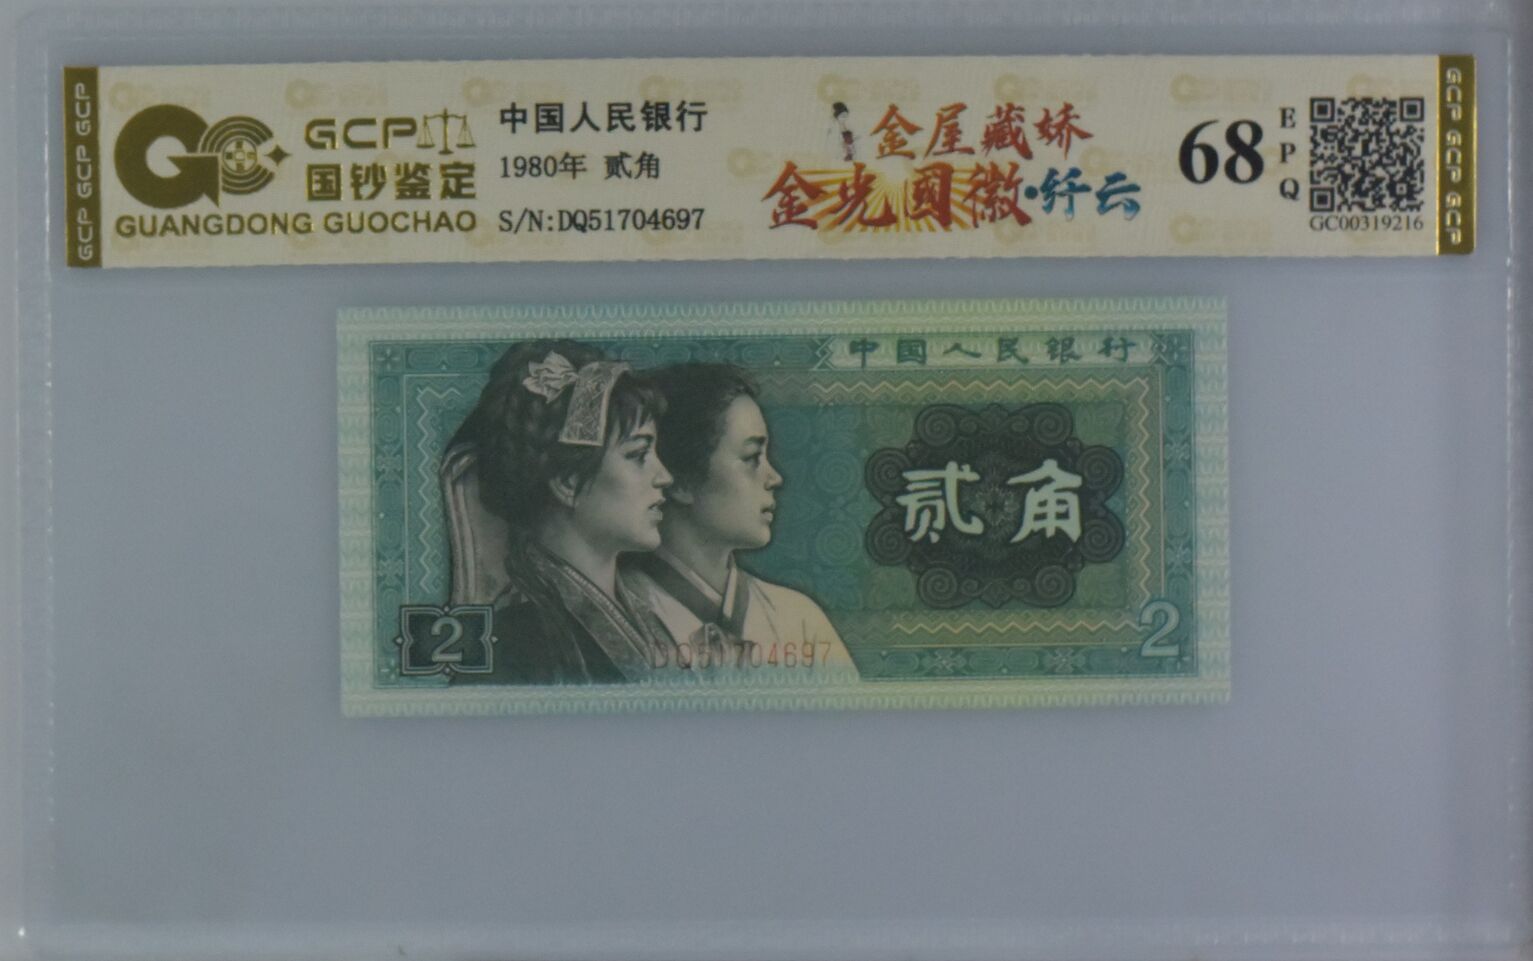 GCP GCP GCP
GCP
国钞鉴定
GUANGDONG GUOCHAO
中国人民银行
1980年 贰角
S/N:DQ51704697
金屋藏娇
金光國徽·纤云
68
EPQ
GC00319216
GCP GCP GCP
中国人民银行
贰角
2
2
DQ51704697